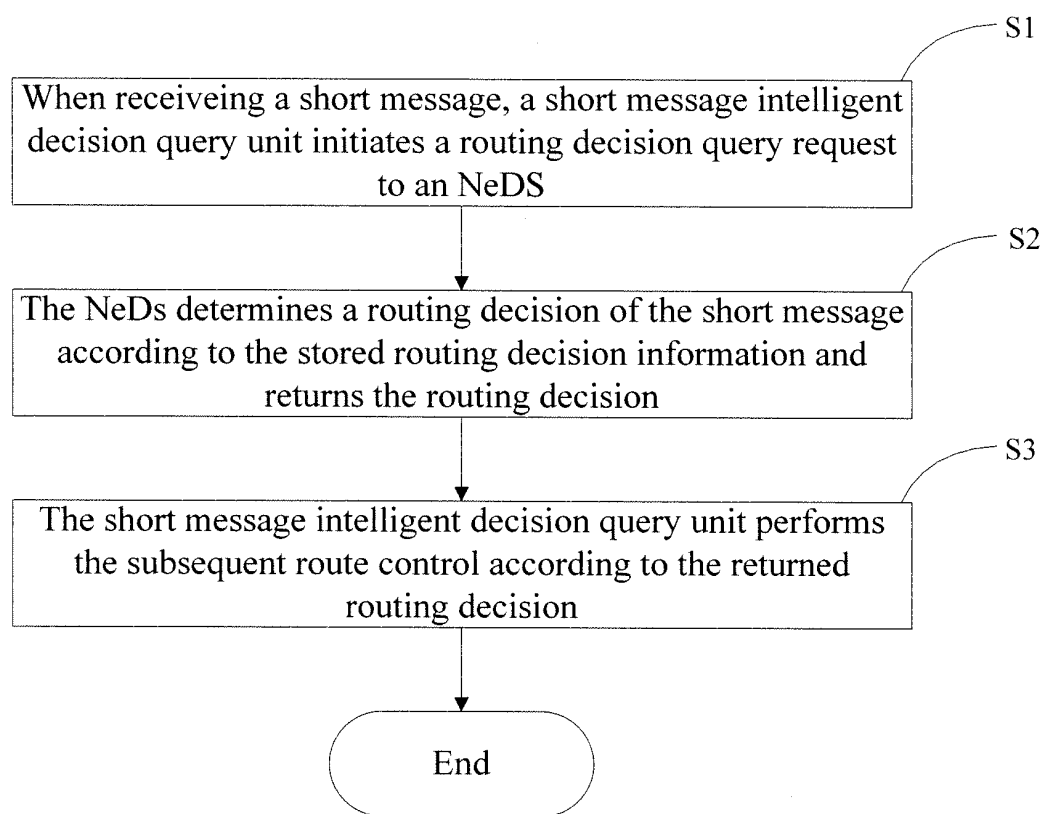 S1
When receiveing a short message, a short message intelligent
decision query unit initiates a routing decision query request
to an NeDS
S2
The NeDs determines a routing decision of the short message
according to the stored routing decision information and
returns the routing decision
S3
The short message intelligent decision query unit performs
the subsequent route control according to the returned
routing decision
End